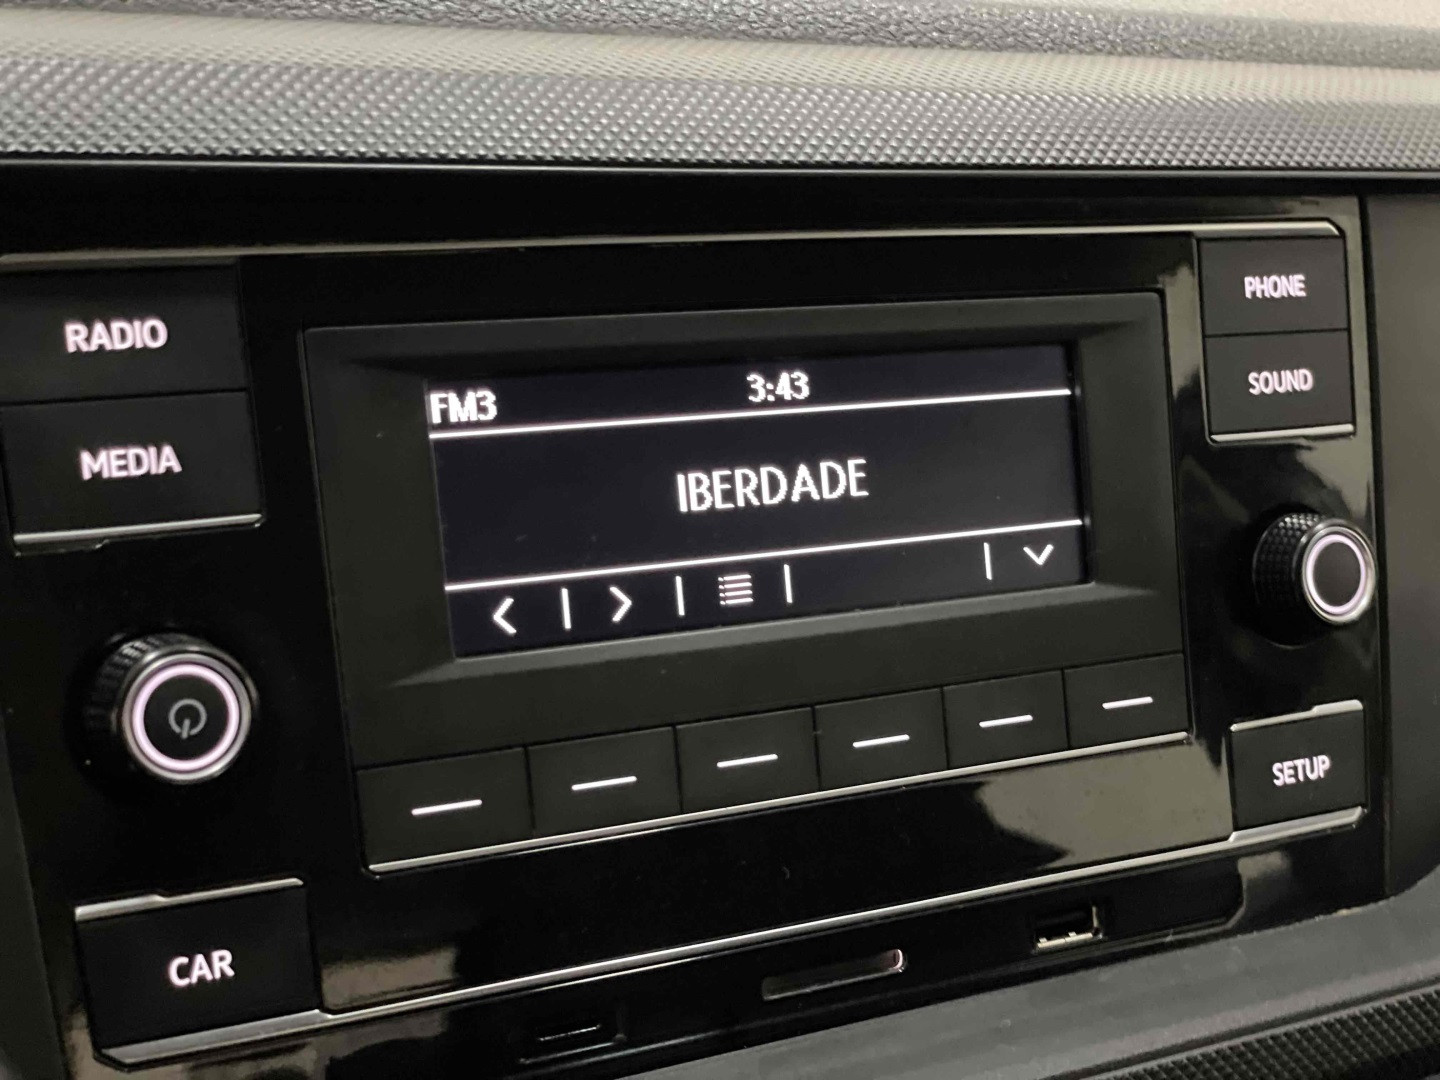 RADIO
MEDIA
FM3
3:43
IBERDADE
PHONE
SOUND
SETUP
CAR